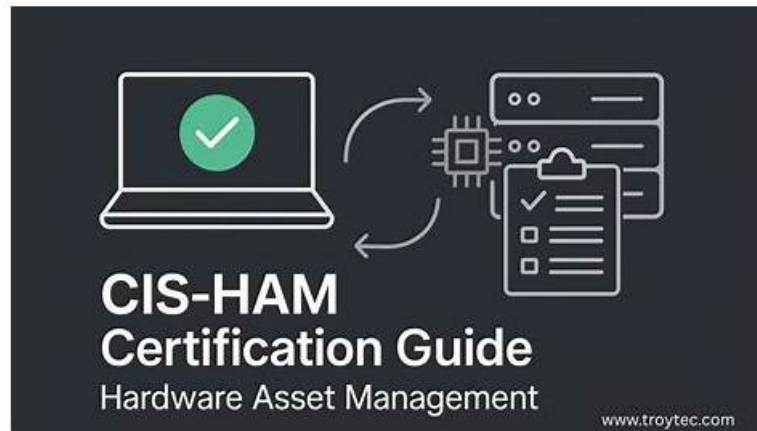 CIS-HAM
Certification Guide
Hardware Asset Management
www.troytec.com